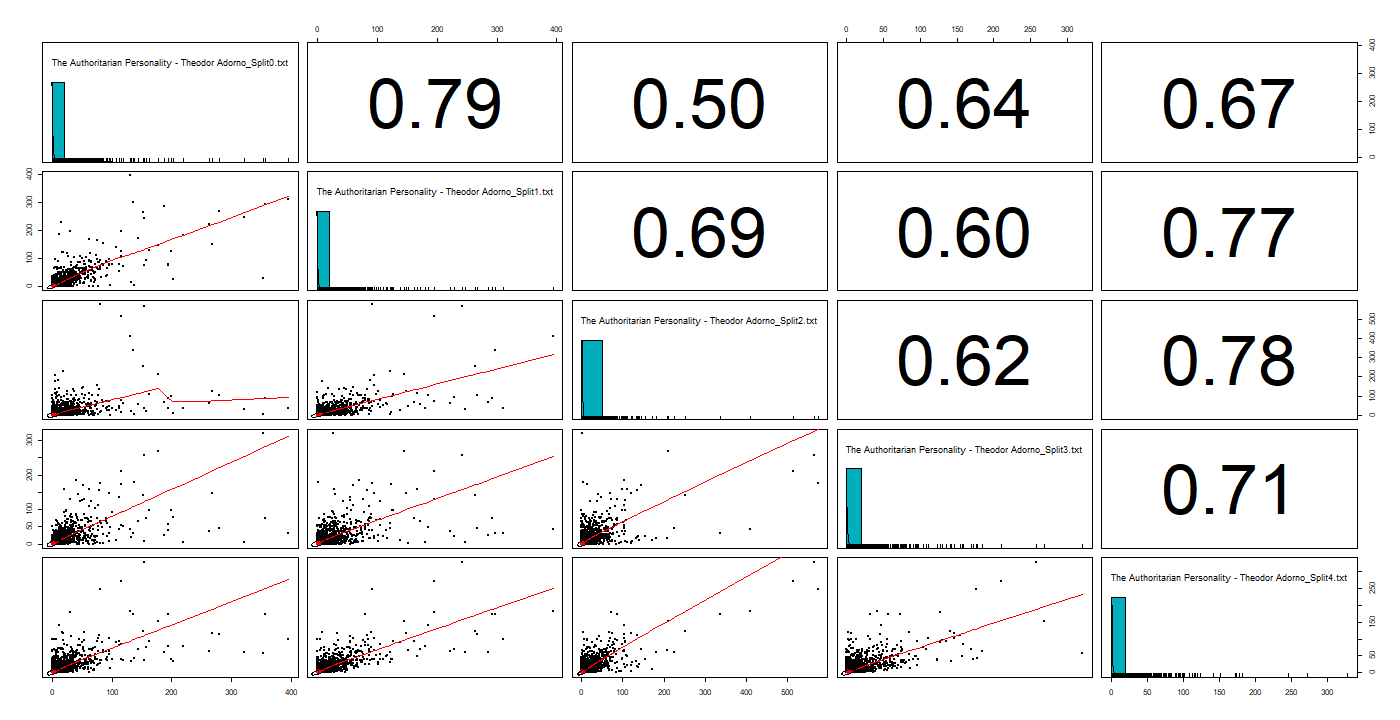 0 200 400
0 50 100 150 200 250 300
The Authoritarian Personality - Theodor Adorno_Split0.txt
0.79
0.50
0.64
0.67
0 100 200 300 400
0 100 200 300 400
The Authoritarian Personality - Theodor Adorno_Split1.txt
0.69
0.60
0.77
The Authoritarian Personality - Theodor Adorno_Split2.txt
0.62
0.78
0 100 200 300 400 500
0 50 100 200 300
The Authoritarian Personality - Theodor Adorno_Split3.txt
0.71
The Authoritarian Personality - Theodor Adorno_Split4.txt
0 50 150 250
0 100 200 300 400
0 100 200 300 400 500
0 50 100 150 200 250 300